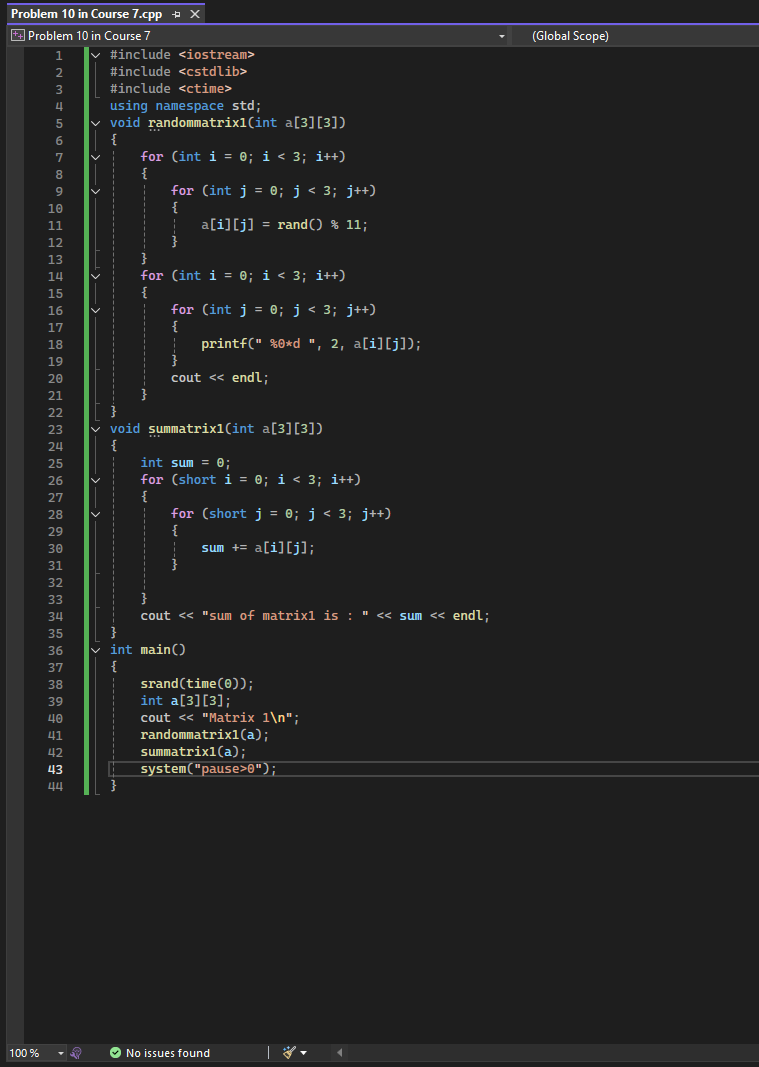 Problem 10 in Course 7.cpp
Problem 10 in Course 7 (Global Scope)
1 #include <iostream>
2 #include <cstdlib>
3 #include <ctime>
4 using namespace std;
5 void randommatrix1(int a[3][3])
6 {
7 for (int i = 0; i < 3; i++)
8 {
9 for (int j = 0; j < 3; j++)
10 {
11 a[i][j] = rand() % 11;
12 }
13 }
14 for (int i = 0; i < 3; i++)
15 {
16 for (int j = 0; j < 3; j++)
17 {
18 printf(" %0*d ", 2, a[i][j]);
19 }
20 cout << endl;
21 }
22 }
23 void summatrix1(int a[3][3])
24 {
25 int sum = 0;
26 for (short i = 0; i < 3; i++)
27 {
28 for (short j = 0; j < 3; j++)
29 {
30 sum += a[i][j];
31 }
32
33 }
34 cout << "sum of matrix1 is : " << sum << endl;
35 }
36 int main()
37 {
38 srand(time(0));
39 int a[3][3];
40 cout << "Matrix 1\n";
41 randommatrix1(a);
42 summatrix1(a);
43 system("pause>0");
44 }
100 % No issues found